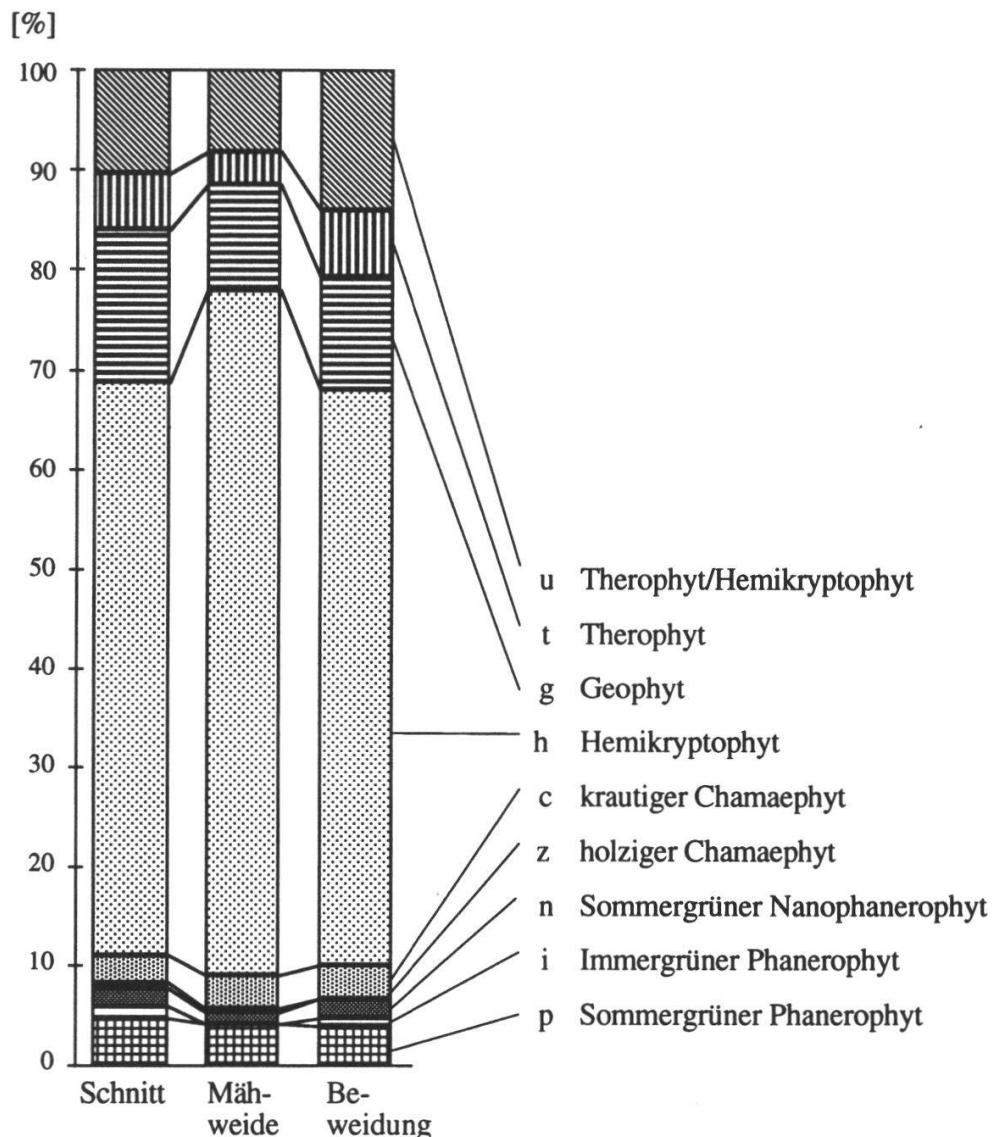 [%]
100
90
80
70
60
50
40
30
20
10
0
u Therophyt/Hemikryptophyt
t Therophyt
g Geophyt
h Hemikryptophyt
c krautiger Chamaephyt
z holziger Chamaephyt
n Sommergrüner Nanophanerophyt
i Immergrüner Phanerophyt
p Sommergrüner Phanerophyt
Schnitt Mäh- Be-
weide weidung